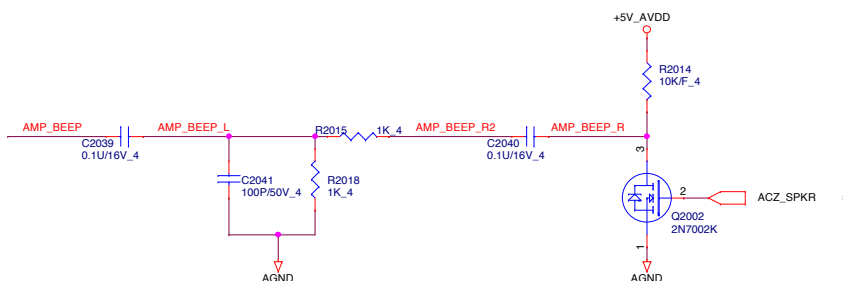 +5V_AVDD
R2014
10K/F_4
AMP_BEEP
AMP_BEEP_L
R2015
1K_4
AMP_BEEP_R2
AMP_BEEP_R
C2039
0.1U/16V_4
C2040
0.1U/16V_4
3
C2041
100P/50V_4
R2018
1K_4
2
ACZ_SPKR
Q2002
2N7002K
1
AGND
AGND